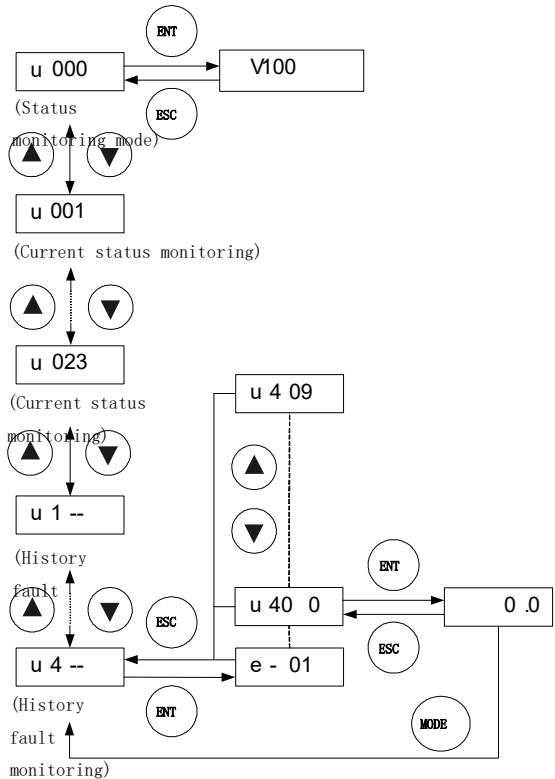 ENT
u 000
V100
ESC
(Status
monitoring mode)
u 001
(Current status monitoring)
u 023
(Current status
monitoring)
u 4 09
u 1 --
(History
fault
ENT
ESC
u 40 0
0 .0
ESC
u 4 --
e - 01
ENT
(History
fault
monitoring)
MODE